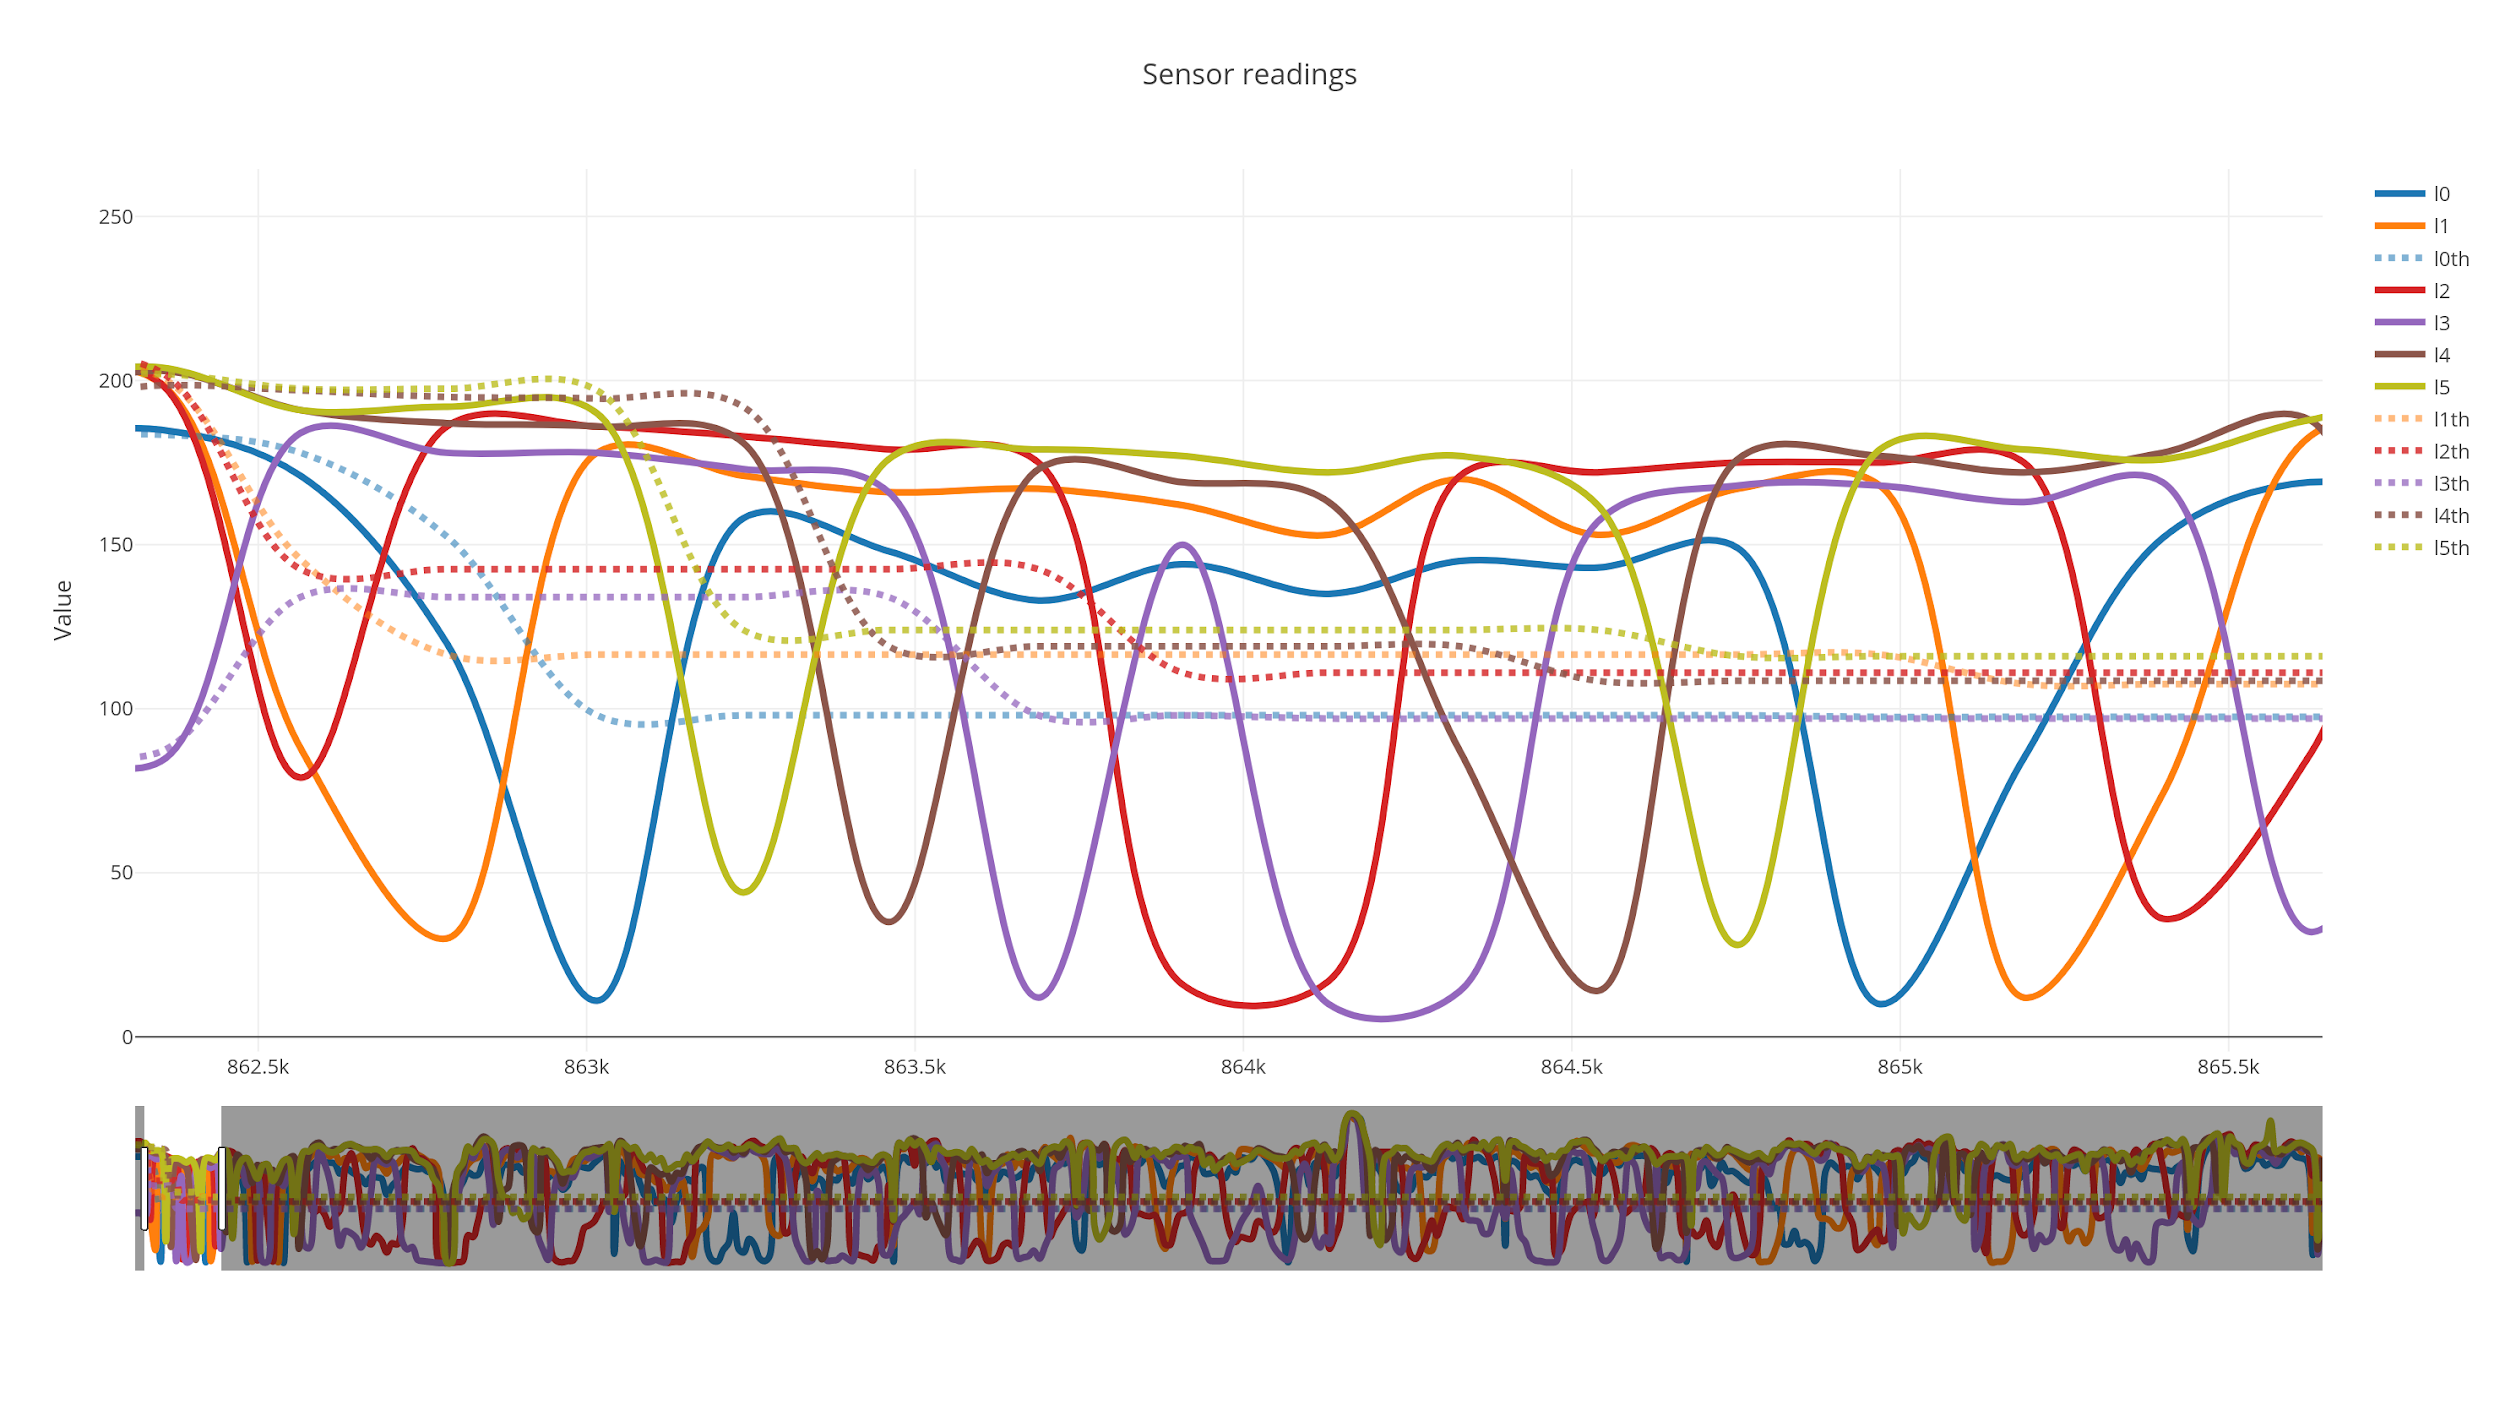 Sensor readings
250
200
150
100
50
0
Value
862.5k
863k
863.5k
864k
864.5k
865k
865.5k
l0
l1
l0th
l2
l3
l4
l5
l1th
l2th
l3th
l4th
l5th